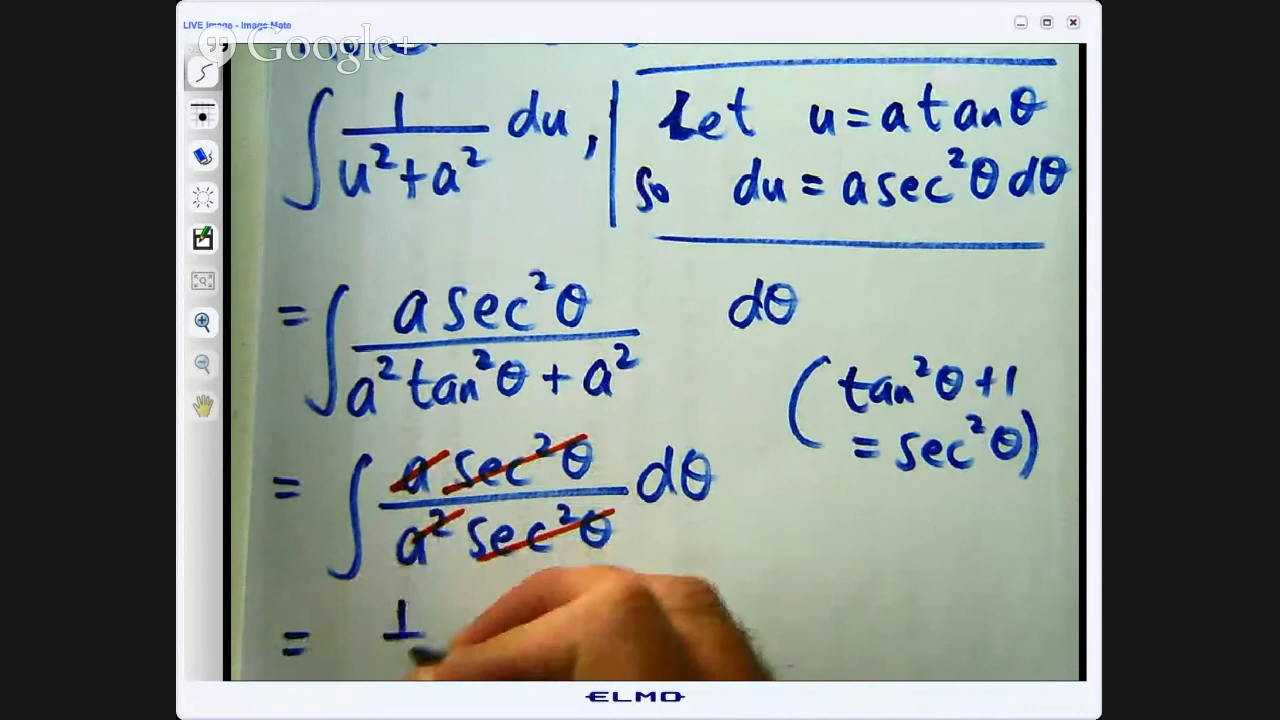 LIVE Image - Image Mate
Google+
∫ 1/(u²+a²) du, | Let u = a tanθ
so du = a sec²θ dθ
= ∫ (a sec²θ)/(a² tan²θ + a²) dθ
(tan²θ + 1
= sec²θ)
= ∫ (a sec²θ)/(a² sec²θ) dθ
= 1
ELMO